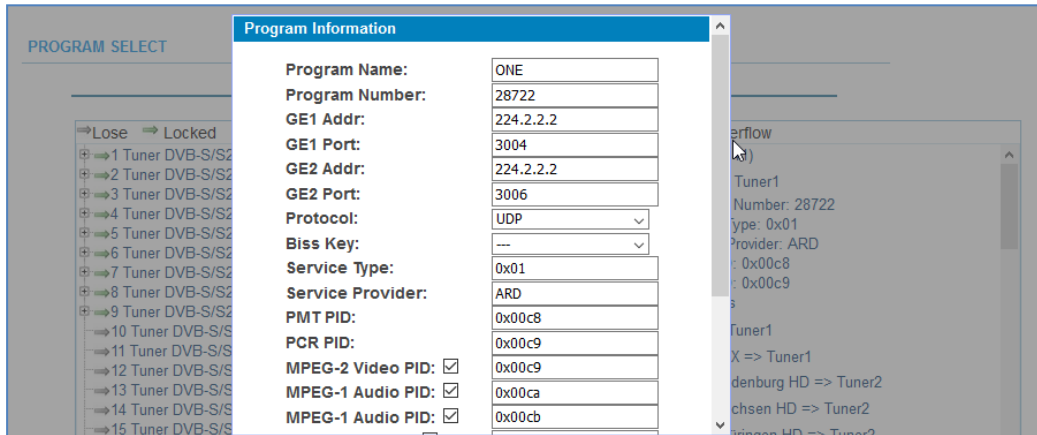 Program Information
PROGRAM SELECT
Program Name: ONE
Program Number: 28722
GE1 Addr: 224.2.2.2
GE1 Port: 3004
GE2 Addr: 224.2.2.2
GE2 Port: 3006
Protocol: UDP
Biss Key: ---
Service Type: 0x01
Service Provider: ARD
PMT PID: 0x00c8
PCR PID: 0x00c9
MPEG-2 Video PID: 0x00c9
MPEG-1 Audio PID: 0x00ca
MPEG-1 Audio PID: 0x00cb
Lose Locked
1 Tuner DVB-S/S2
2 Tuner DVB-S/S2
3 Tuner DVB-S/S2
4 Tuner DVB-S/S2
5 Tuner DVB-S/S2
6 Tuner DVB-S/S2
7 Tuner DVB-S/S2
8 Tuner DVB-S/S2
9 Tuner DVB-S/S2
10 Tuner DVB-S/S
11 Tuner DVB-S/S
12 Tuner DVB-S/S
13 Tuner DVB-S/S
14 Tuner DVB-S/S
15 Tuner DVB-S/S
erflow
Tuner1
Number: 28722
ype: 0x01
Provider: ARD
: 0x00c8
: 0x00c9
s
Tuner1
X => Tuner1
denburg HD => Tuner2
chsen HD => Tuner2